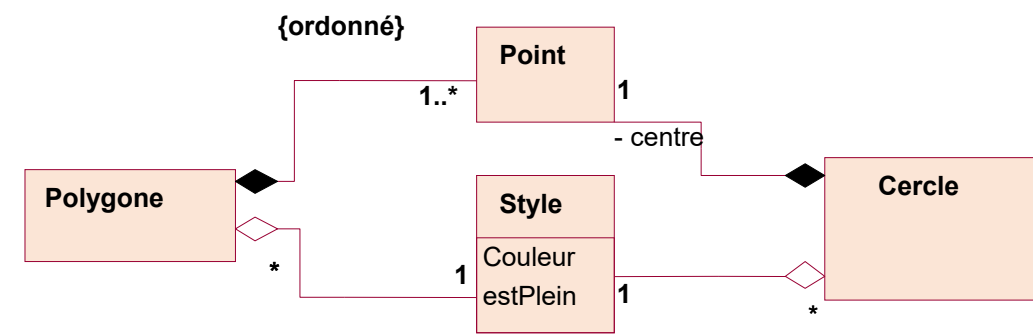 {ordonné}
Point
1..*
1
- centre
Polygone
Style
Cercle
Couleur
estPlein
*
1
1
*